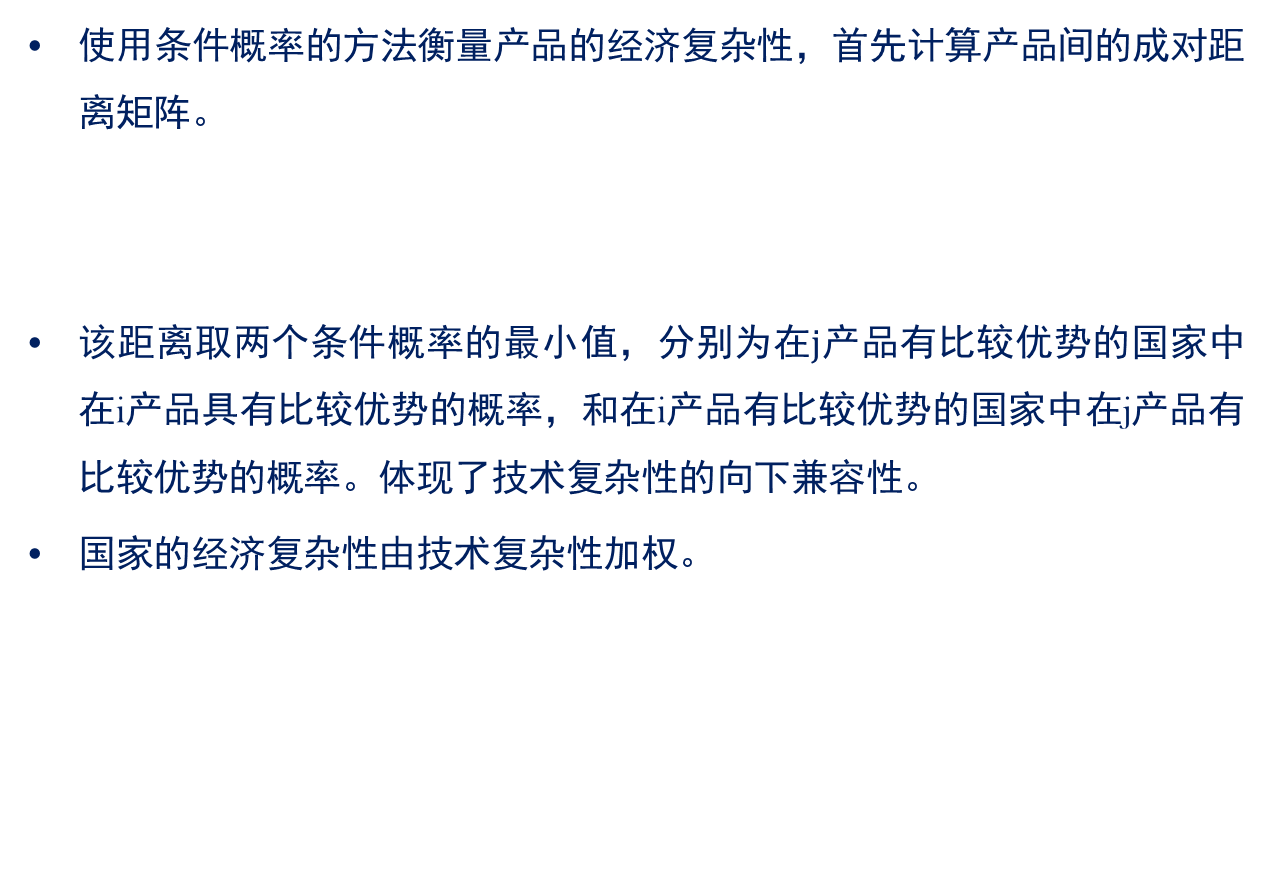 • 使用条件概率的方法衡量产品的经济复杂性，首先计算产品间的成对距
离矩阵。
• 该距离取两个条件概率的最小值，分别为在j产品有比较优势的国家中
在i产品具有比较优势的概率，和在i产品有比较优势的国家中在j产品有
比较优势的概率。体现了技术复杂性的向下兼容性。
• 国家的经济复杂性由技术复杂性加权。